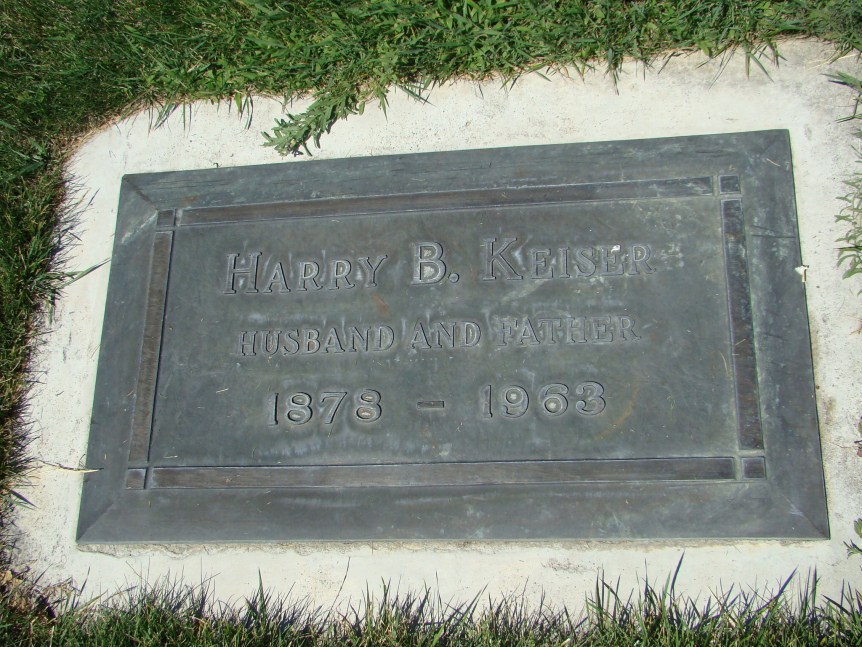 Harry B. Keiser
Husband and Father
1878 - 1963